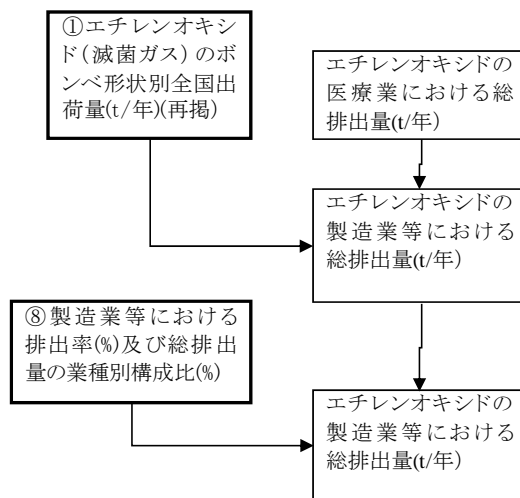 ①エチレンオキシ
ド(滅菌ガス)のボ
ンベ形状別全国出
荷量(t/年)(再掲)
エチレンオキシドの
医療業における総
排出量(t/年)
エチレンオキシドの
製造業等における
総排出量(t/年)
⑧製造業等における
排出率(%)及び総排出
量の業種別構成比(%)
エチレンオキシドの
製造業等における
総排出量(t/年)